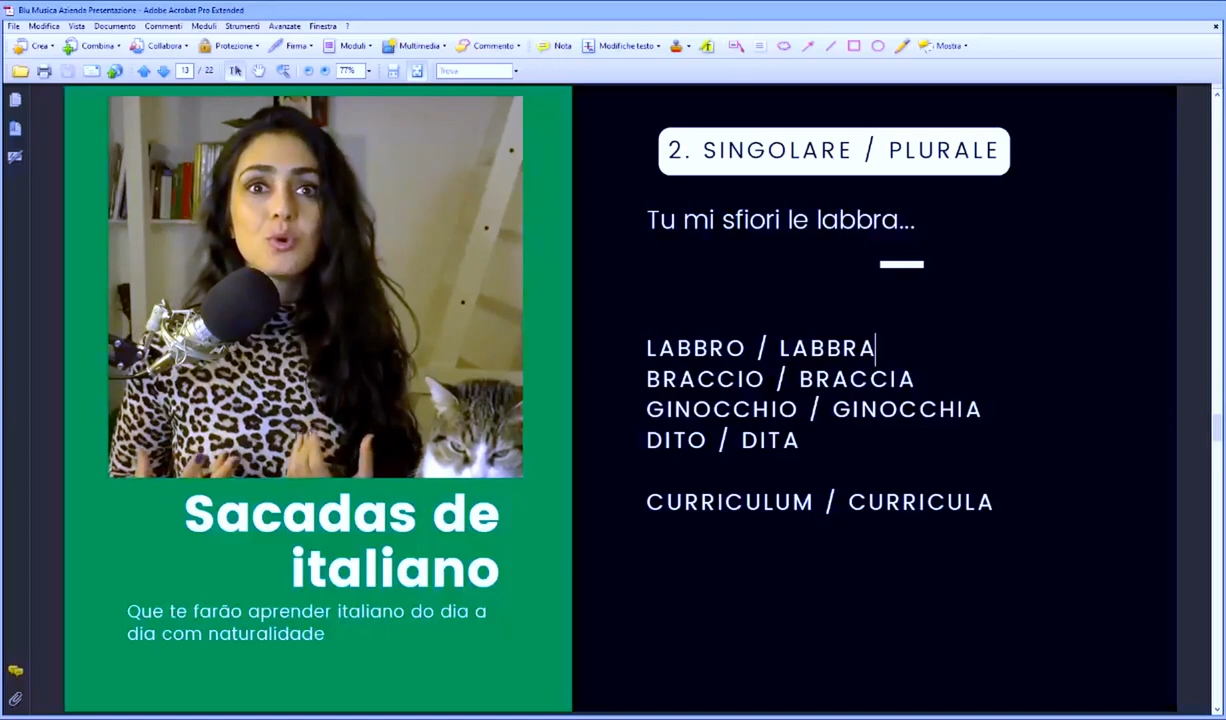 Blu Musica Azienda Presentazione - Adobe Acrobat Pro Extended
File Modifica Vista Documento Commenti Moduli Strumenti Avanzate Finestra ?
Crea Combina Collabora Protezione Firma Moduli Multimedia Commento Nota Modifiche testo Mostra
13 / 22 77% Trova
2. SINGOLARE / PLURALE
Tu mi sfiori le labbra...
LABBRO / LABBRA
BRACCIO / BRACCIA
GINOCCHIO / GINOCCHIA
DITO / DITA
CURRICULUM / CURRICULA
Sacadas de
italiano
Que te farão aprender italiano do dia a
dia com naturalidade